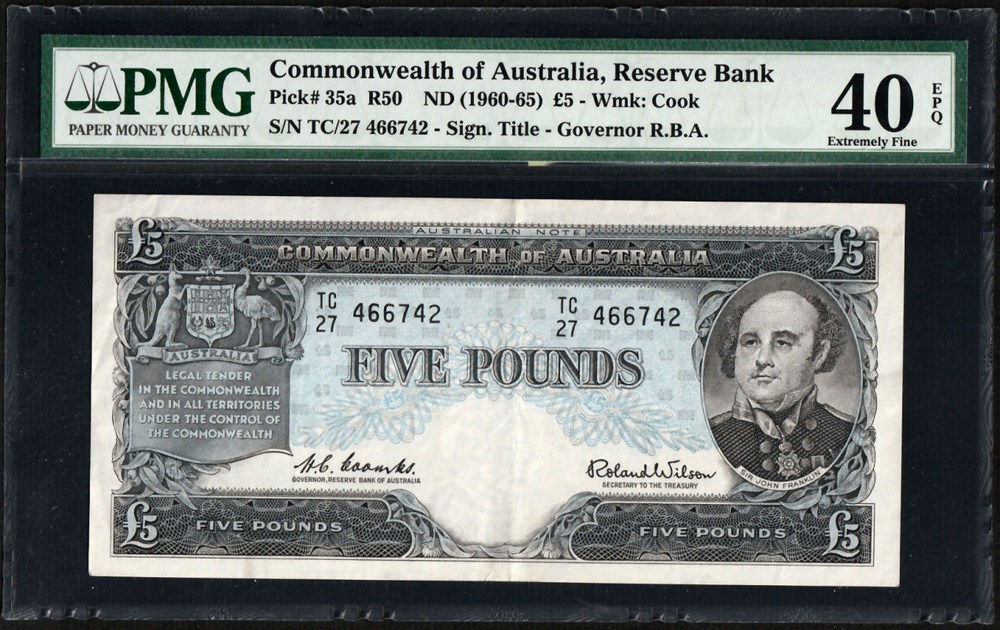 PMG
PAPER MONEY GUARANTY
Commonwealth of Australia, Reserve Bank
Pick# 35a R50 ND (1960-65) £5 - Wmk: Cook
S/N TC/27 466742 - Sign. Title - Governor R.B.A.
40
EPQ
Extremely Fine
AUSTRALIAN NOTE
£5
COMMONWEALTH OF AUSTRALIA
£5
TC
27 466742
TC
27 466742
AUSTRALIA
LEGAL TENDER
IN THE COMMONWEALTH
AND IN ALL TERRITORIES
UNDER THE CONTROL OF
THE COMMONWEALTH
FIVE POUNDS
H.C. Coombs.
GOVERNOR, RESERVE BANK OF AUSTRALIA
Roland Wilson
SECRETARY TO THE TREASURY
SIR JOHN FRANKLIN
£5
FIVE POUNDS
FIVE POUNDS
£5